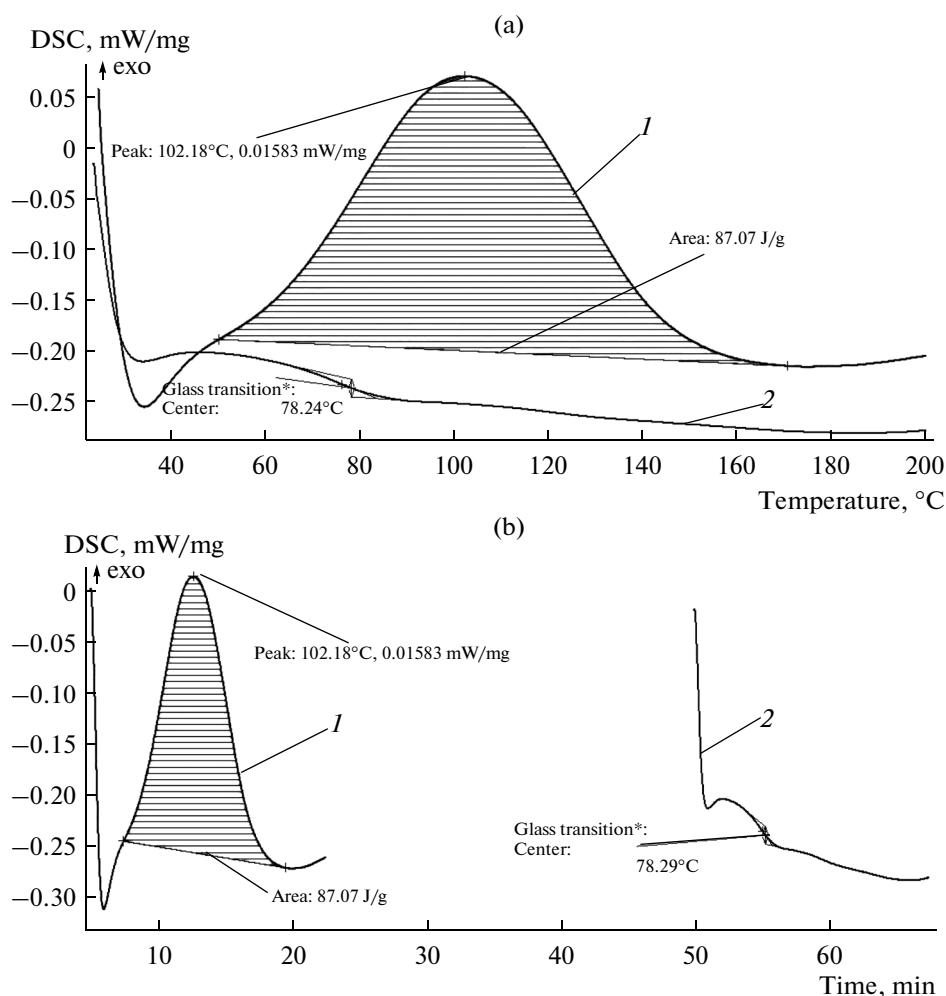 (a)
DSC, mW/mg
exo
0.05
0
−0.05
−0.10
−0.15
−0.20
−0.25
Peak: 102.18°C, 0.01583 mW/mg
1
Area: 87.07 J/g
Glass transition*:
Center: 78.24°C
2
40 60 80 100 120 140 160 180 200
Temperature, °C
(b)
DSC, mW/mg
exo
0
−0.05
−0.10
−0.15
−0.20
−0.25
−0.30
Peak: 102.18°C, 0.01583 mW/mg
1
2
Glass transition*:
Center:
78.29°C
Area: 87.07 J/g
10 20 30 40 50 60
Time, min